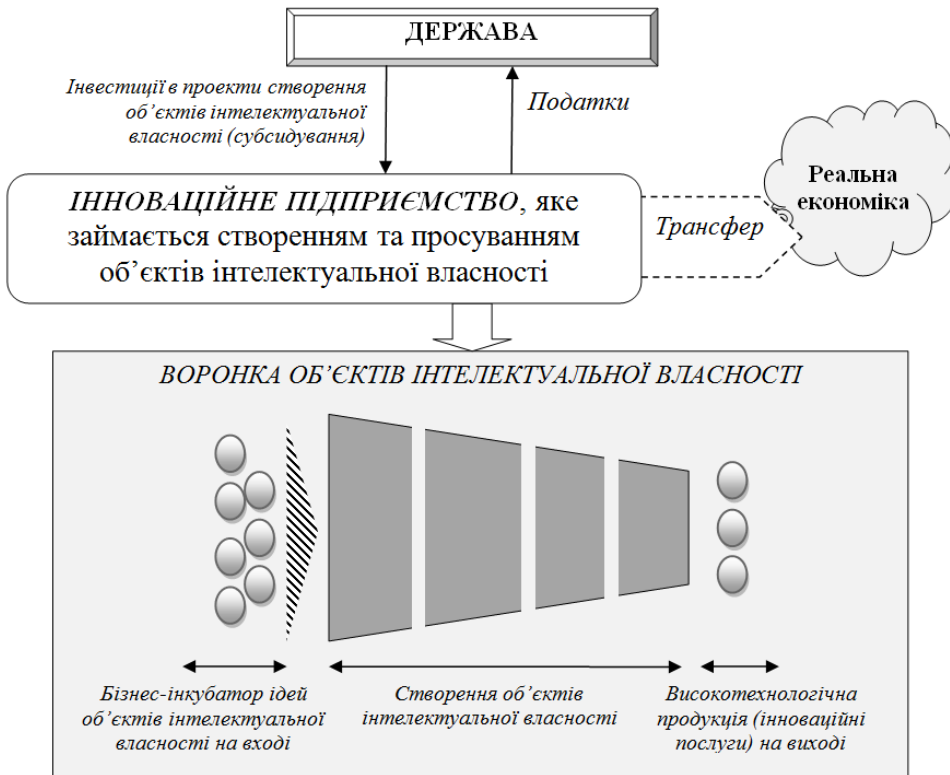 ДЕРЖАВА
Інвестиції в проекти створення
об’єктів інтелектуальної
власності (субсидування)
Податки
ІННОВАЦІЙНЕ ПІДПРИЄМСТВО, яке
займається створенням та просуванням
об’єктів інтелектуальної власності
Трансфер
Реальна
економіка
ВОРОНКА ОБ’ЄКТІВ ІНТЕЛЕКТУАЛЬНОЇ ВЛАСНОСТІ
Бізнес-інкубатор ідей
об’єктів інтелектуальної
власності на вході
Створення об’єктів
інтелектуальної власності
Високотехнологічна
продукція (інноваційні
послуги) на виході